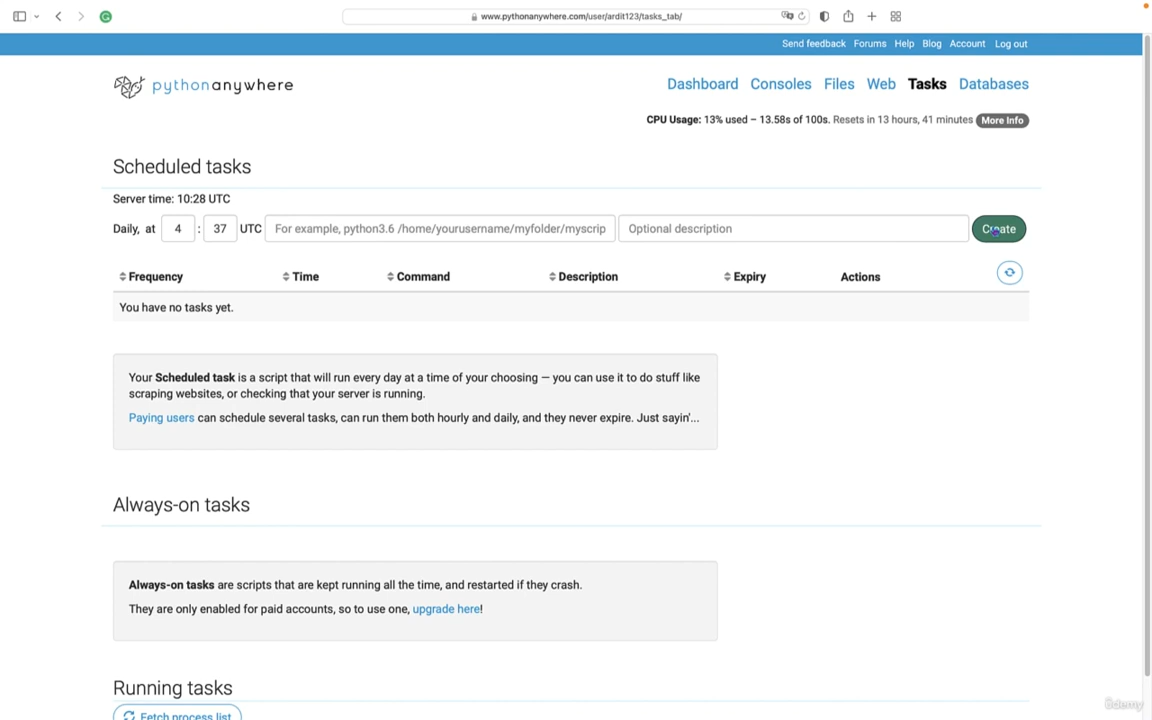 www.pythonanywhere.com/user/ardit123/tasks_tab/
Send feedback Forums Help Blog Account Log out
pythonanywhere
Dashboard Consoles Files Web Tasks Databases
CPU Usage: 13% used – 13.58s of 100s. Resets in 13 hours, 41 minutes More Info
Scheduled tasks
Server time: 10:28 UTC
Daily, at 4 : 37 UTC For example, python3.6 /home/yourusername/myfolder/myscrip Optional description Create
Frequency Time Command Description Expiry Actions
You have no tasks yet.
Your Scheduled task is a script that will run every day at a time of your choosing — you can use it to do stuff like
scraping websites, or checking that your server is running.
Paying users can schedule several tasks, can run them both hourly and daily, and they never expire. Just sayin'...
Always-on tasks
Always-on tasks are scripts that are kept running all the time, and restarted if they crash.
They are only enabled for paid accounts, so to use one, upgrade here!
Running tasks
Fetch process list
ûdemy